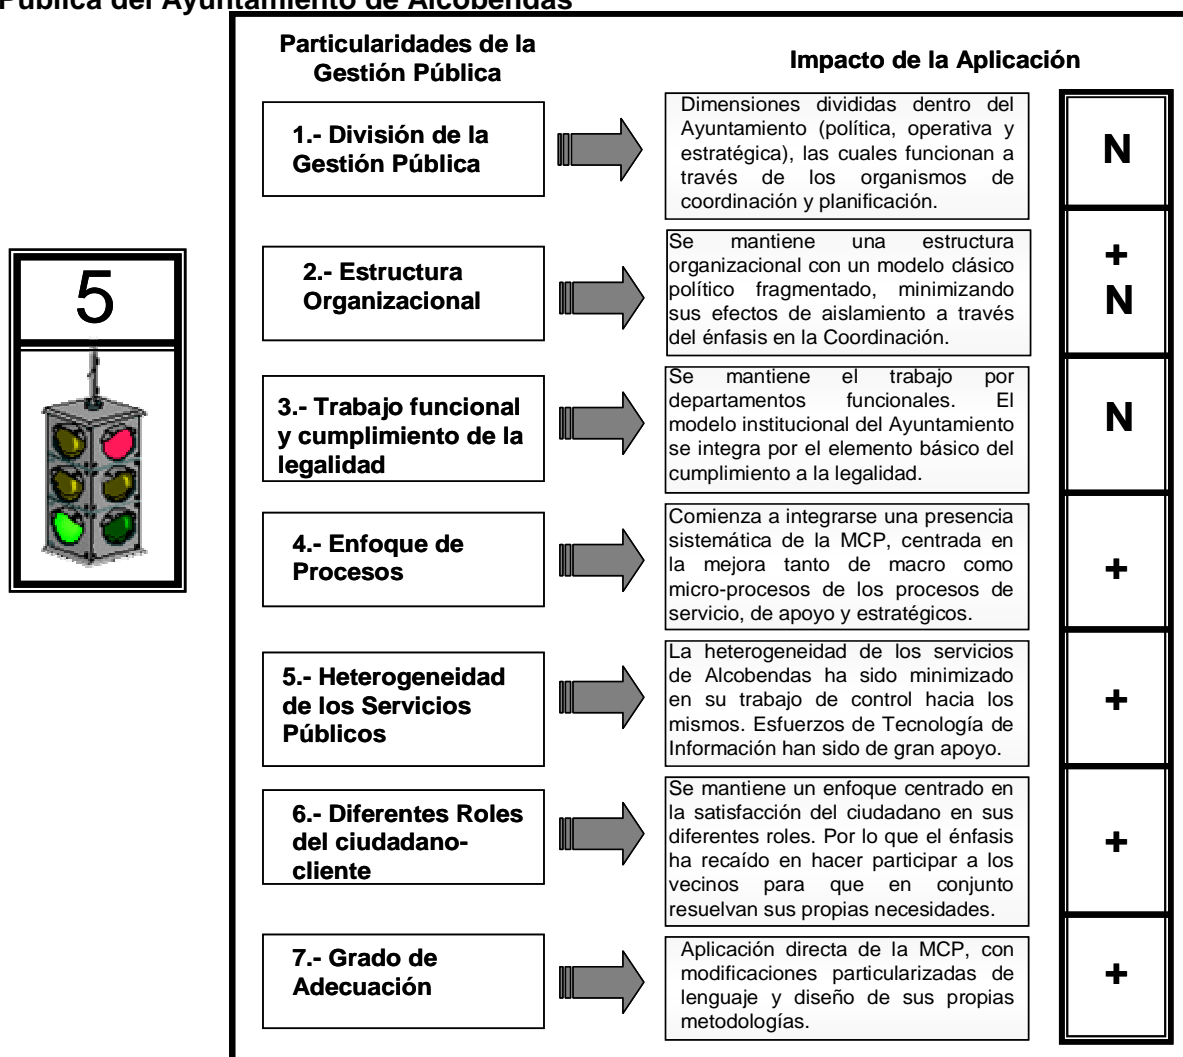 Pública del Ayuntamiento de Alcobendas
Particularidades de la
Gestión Pública
Impacto de la Aplicación
1.- División de la
Gestión Pública
Dimensiones divididas dentro del
Ayuntamiento (política, operativa y
estratégica), las cuales funcionan a
través de los organismos de
coordinación y planificación.
N
5
2.- Estructura
Organizacional
Se mantiene una estructura
organizacional con un modelo clásico
político fragmentado, minimizando
sus efectos de aislamiento a través
del énfasis en la Coordinación.
+
N
3.- Trabajo funcional
y cumplimiento de la
legalidad
Se mantiene el trabajo por
departamentos funcionales. El
modelo institucional del Ayuntamiento
se integra por el elemento básico del
cumplimiento a la legalidad.
N
4.- Enfoque de
Procesos
Comienza a integrarse una presencia
sistemática de la MCP, centrada en
la mejora tanto de macro como
micro-procesos de los procesos de
servicio, de apoyo y estratégicos.
+
5.- Heterogeneidad
de los Servicios
Públicos
La heterogeneidad de los servicios
de Alcobendas ha sido minimizado
en su trabajo de control hacia los
mismos. Esfuerzos de Tecnología de
Información han sido de gran apoyo.
+
6.- Diferentes Roles
del ciudadano-
cliente
Se mantiene un enfoque centrado en
la satisfacción del ciudadano en sus
diferentes roles. Por lo que el énfasis
ha recaído en hacer participar a los
vecinos para que en conjunto
resuelvan sus propias necesidades.
+
7.- Grado de
Adecuación
Aplicación directa de la MCP, con
modificaciones particularizadas de
lenguaje y diseño de sus propias
metodologías.
+